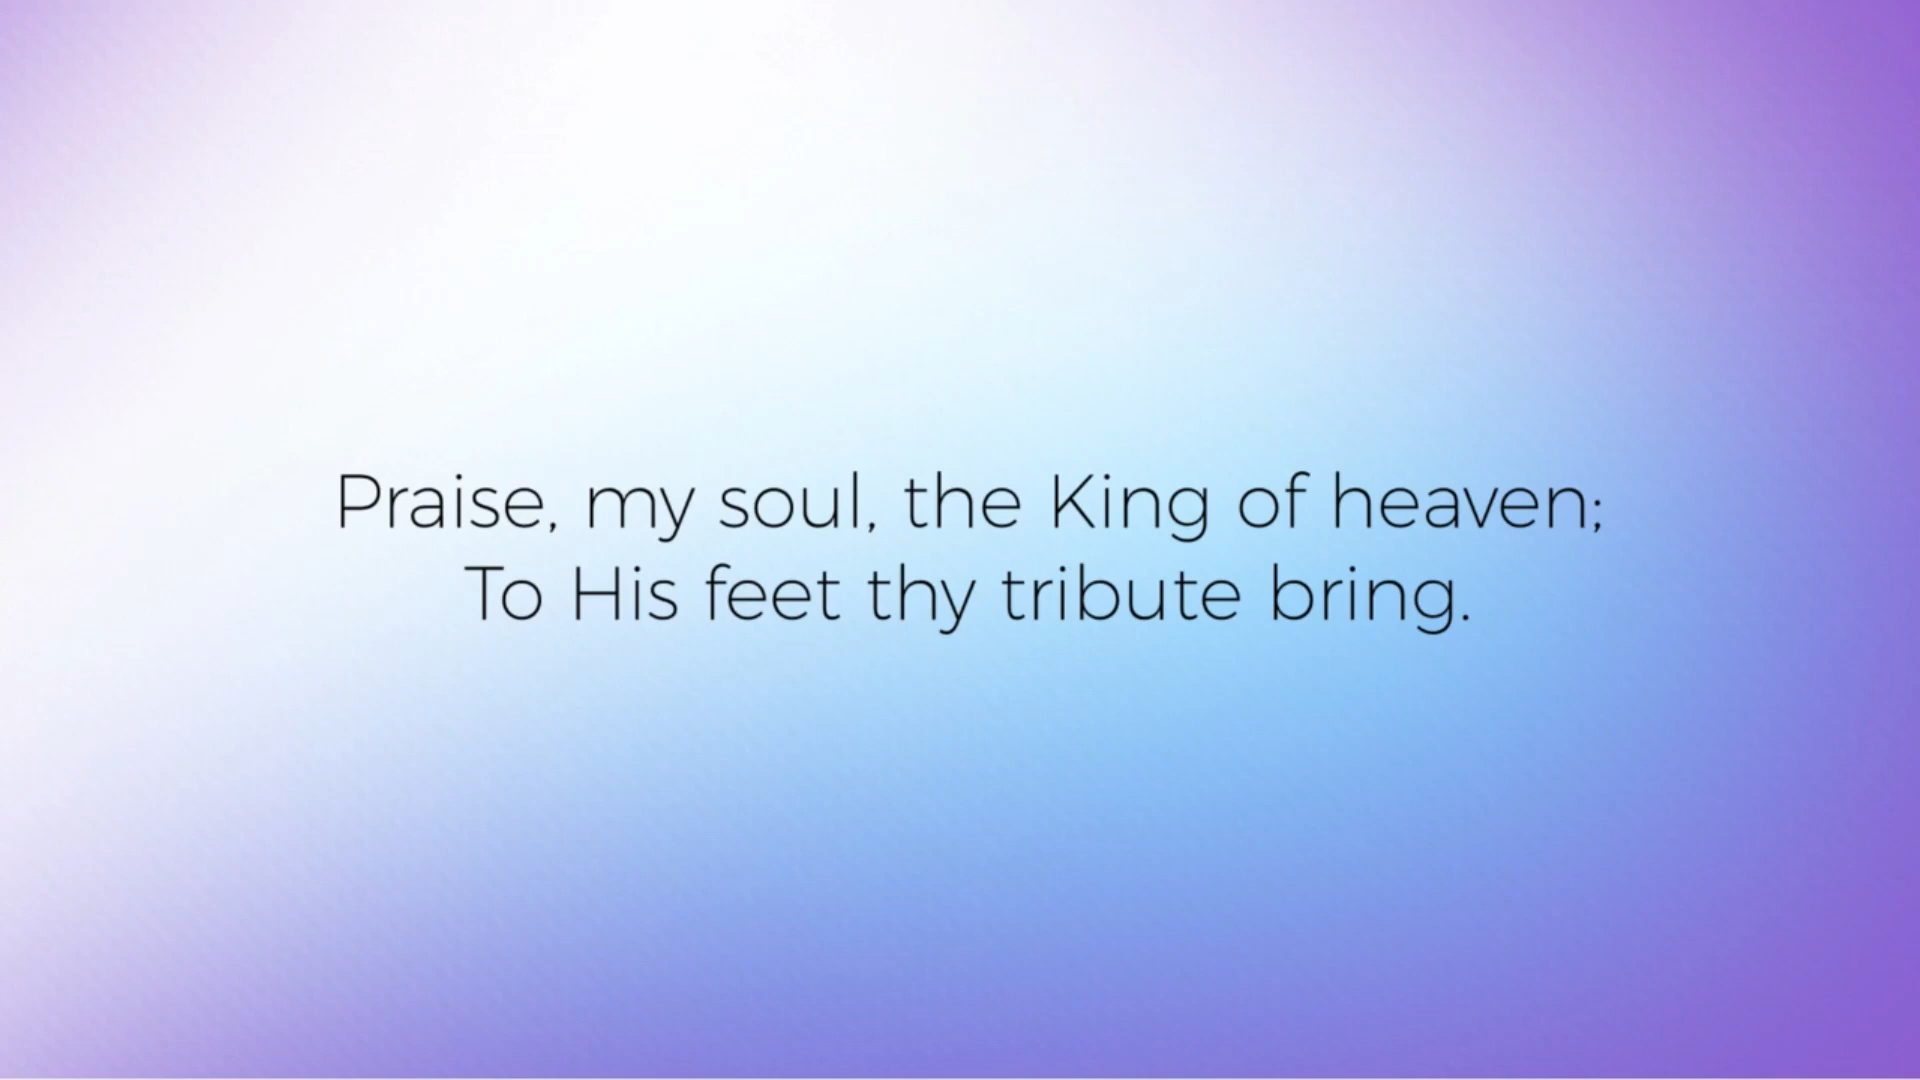 Praise, my soul, the King of heaven;
To His feet thy tribute bring.